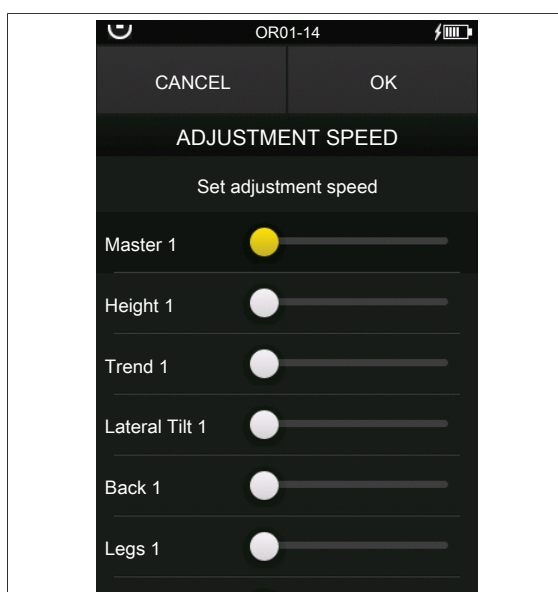 OR01-14
CANCEL OK
ADJUSTMENT SPEED
Set adjustment speed
Master 1
Height 1
Trend 1
Lateral Tilt 1
Back 1
Legs 1